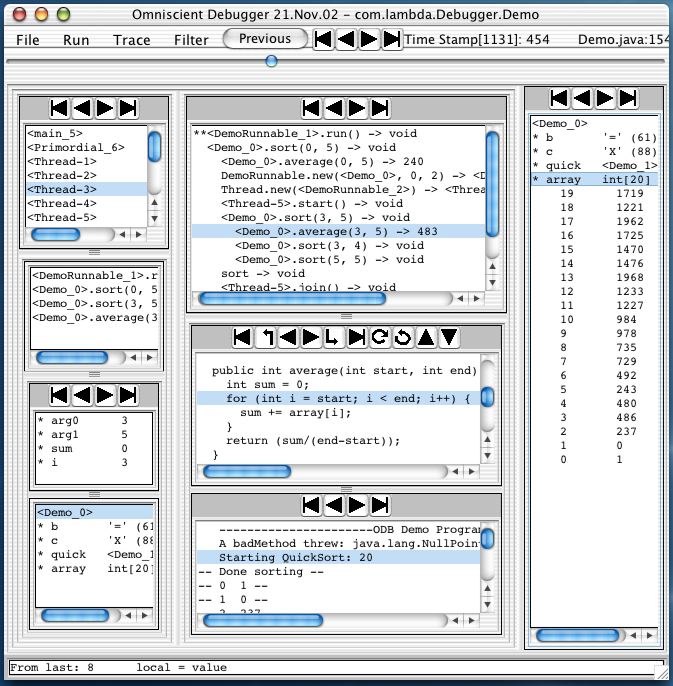 Omniscient Debugger 21.Nov.02 – com.lambda.Debugger.Demo
File Run Trace Filter Previous Time Stamp[1131]: 454 Demo.java:154
<main_5>
<Primordial_6>
<Thread-1>
<Thread-2>
<Thread-3>
<Thread-4>
<Thread-5>
<DemoRunnable_1>.r
<Demo_0>.sort(0, 5
<Demo_0>.sort(3, 5
<Demo_0>.average(3
* arg0 3
* arg1 5
* sum 0
* i 3
<Demo_0>
* b '=' (61
* c 'X' (88
* quick <Demo_1
* array int[20]
**<DemoRunnable_1>.run() -> void
<Demo_0>.sort(0, 5) -> void
<Demo_0>.average(0, 5) -> 240
DemoRunnable.new(<Demo_0>, 0, 2) -> <D
Thread.new(<DemoRunnable_2>) -> <Threa
<Thread-5>.start() -> void
<Demo_0>.sort(3, 5) -> void
<Demo_0>.average(3, 5) -> 483
<Demo_0>.sort(3, 4) -> void
<Demo_0>.sort(5, 5) -> void
sort -> void
<Thread-5>.join() -> void
public int average(int start, int end)
int sum = 0;
for (int i = start; i < end; i++) {
sum += array[i];
}
return (sum/(end-start));
}
----------------------ODB Demo Program
A badMethod threw: java.lang.NullPoin
Starting QuickSort: 20
-- Done sorting --
-- 0 1 --
-- 1 0 --
2 237
<Demo_0>
* b '=' (61)
* c 'X' (88)
* quick <Demo_1>
* array int[20]
19 1719
18 1221
17 1962
16 1725
15 1470
14 1476
13 1968
12 1233
11 1227
10 984
9 978
8 735
7 729
6 492
5 243
4 480
3 486
2 237
1 0
0 1
From last: 8 local = value